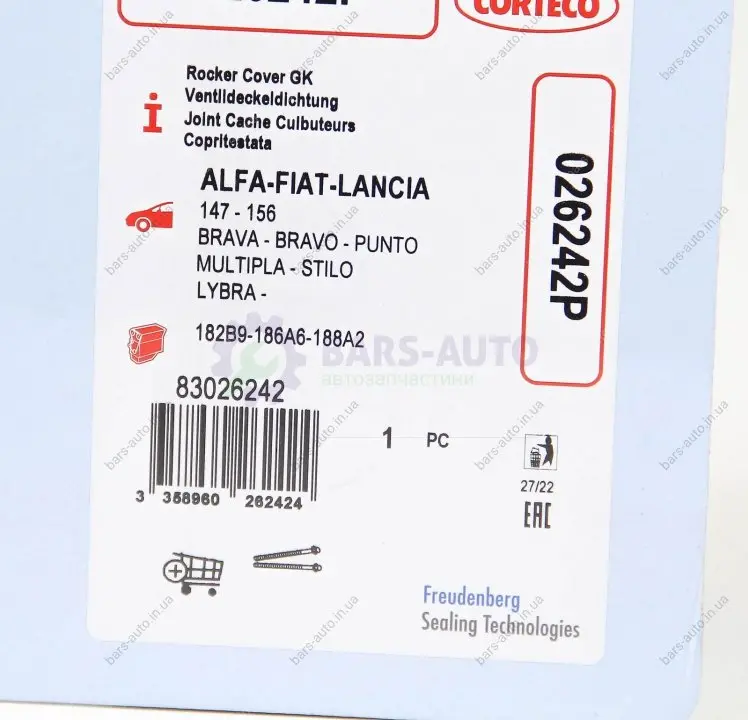 CORTECO
Rocker Cover GK
Ventildeckeldichtung
Joint Cache Culbuteurs
Copritestata
ALFA-FIAT-LANCIA
147 - 156
BRAVA - BRAVO - PUNTO
MULTIPLA - STILO
LYBRA -
182B9-186A6-188A2
026242P
BARS-AUTO
автозапчастини
83026242
1 PC
3 358960 262424
27/22
EAC
Freudenberg
Sealing Technologies
bars-auto.in.ua